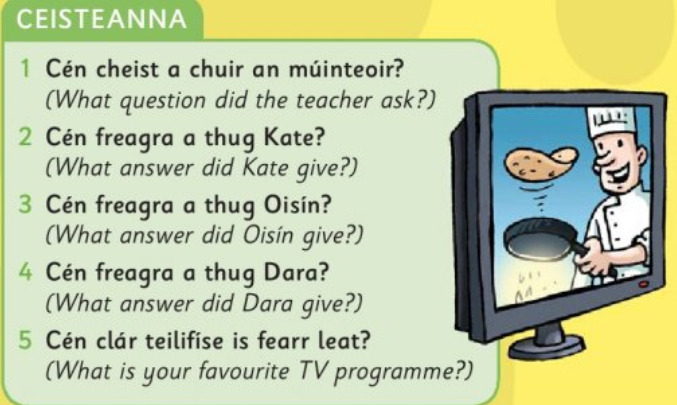 CEISTEANNA
1 Cén cheist a chuir an múinteoir?
(What question did the teacher ask?)
2 Cén freagra a thug Kate?
(What answer did Kate give?)
3 Cén freagra a thug Oisín?
(What answer did Oisín give?)
4 Cén freagra a thug Dara?
(What answer did Dara give?)
5 Cén clár teilifíse is fearr leat?
(What is your favourite TV programme?)